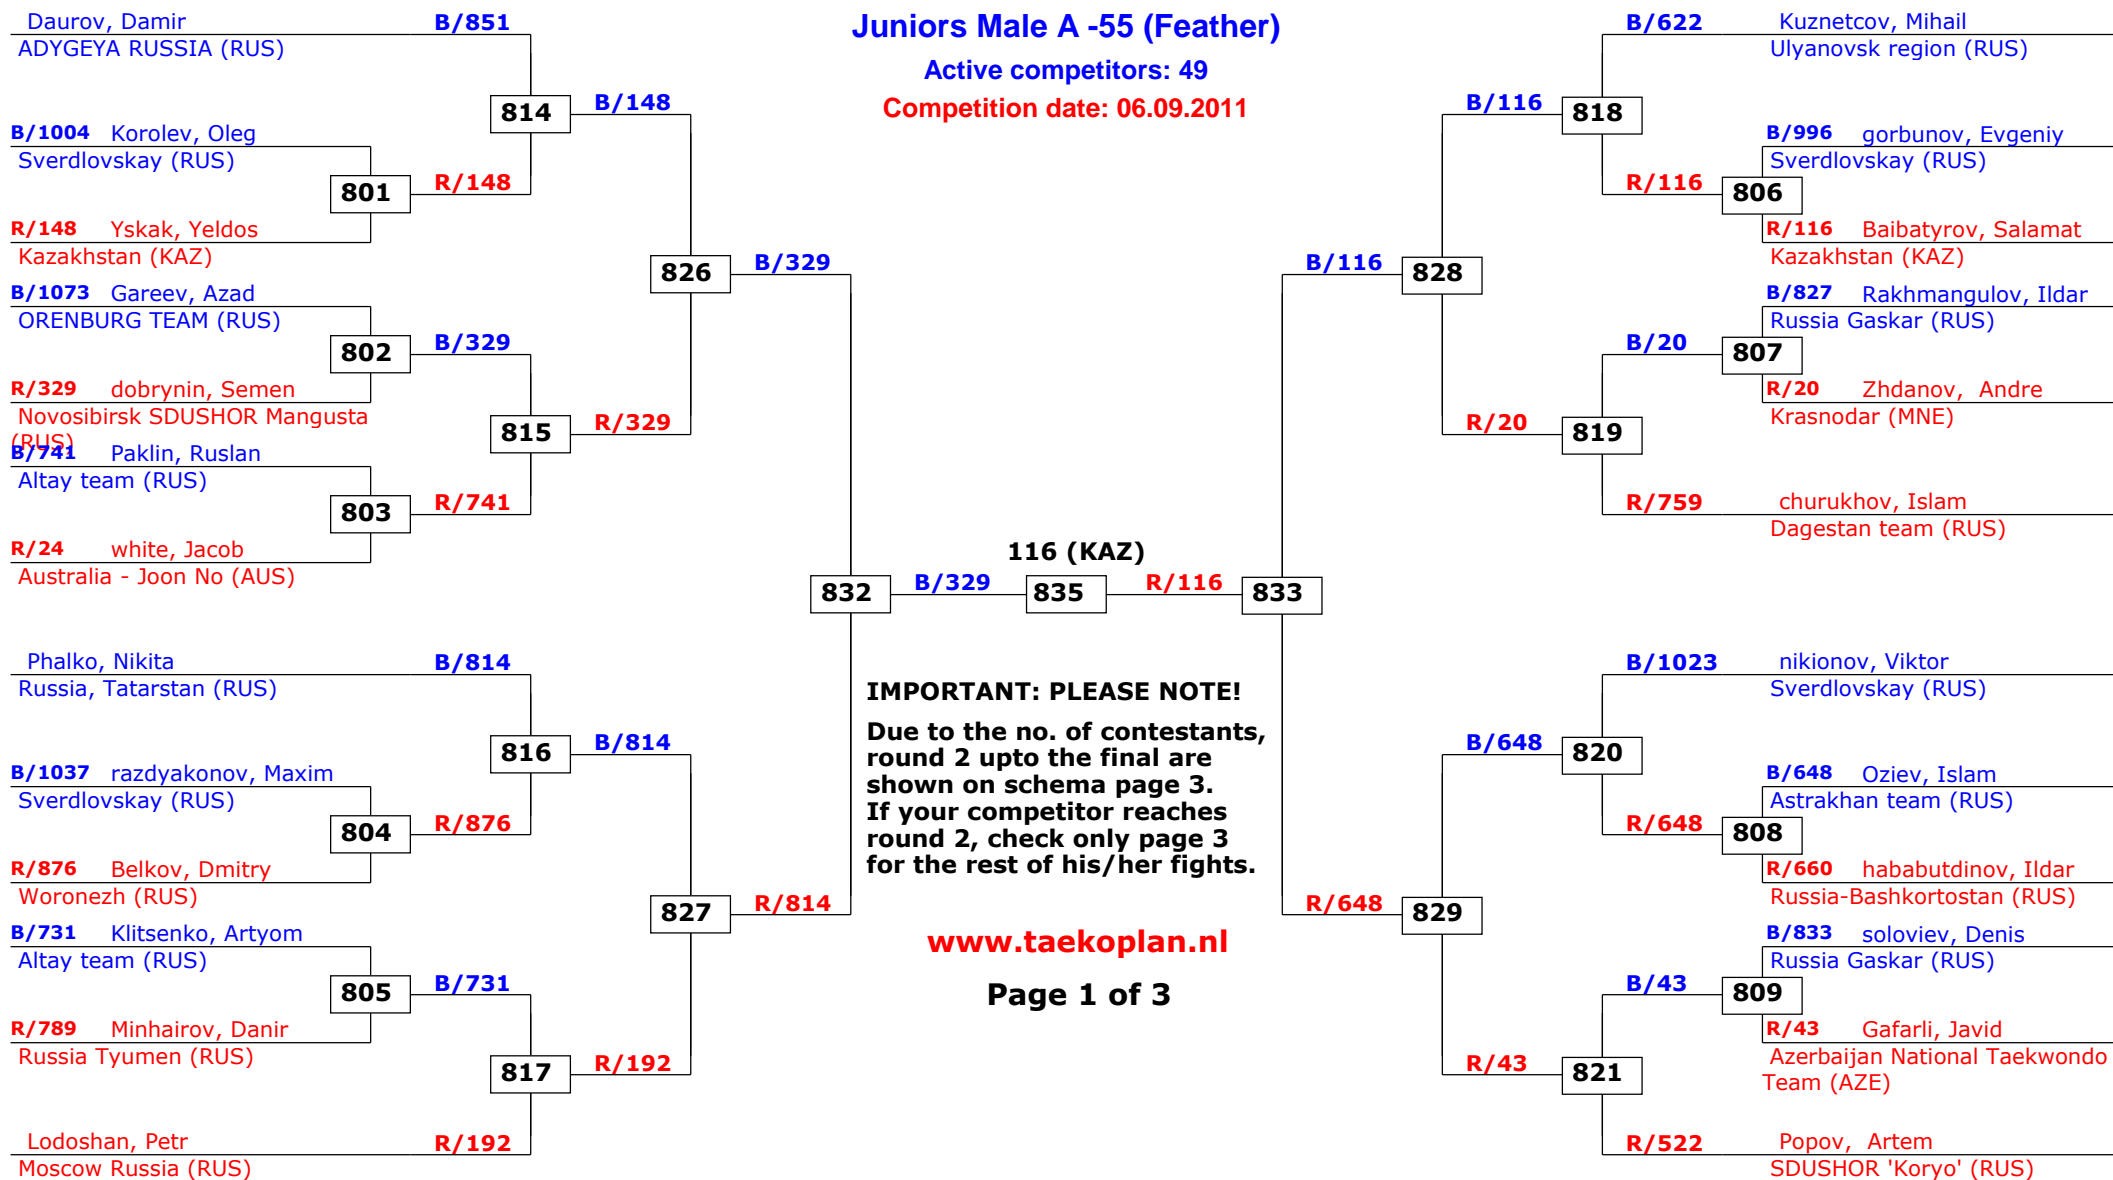 Juniors Male A -55 (Feather)
Active competitors: 49
Competition date: 06.09.2011
Daurov, Damir B/851
ADYGEYA RUSSIA (RUS)
814 B/148
B/1004 Korolev, Oleg
Sverdlovskay (RUS)
801 R/148
R/148 Yskak, Yeldos
Kazakhstan (KAZ)
826 B/329
B/1073 Gareev, Azad
ORENBURG TEAM (RUS)
802 B/329
R/329 dobrynin, Semen
Novosibirsk SDUSHOR Mangusta
(RUS)
815 R/329
B/741 Paklin, Ruslan
Altay team (RUS)
803 R/741
R/24 white, Jacob
Australia - Joon No (AUS)
116 (KAZ)
832 B/329 835 R/116 833
Phalko, Nikita B/814
Russia, Tatarstan (RUS)
816 B/814
B/1037 razdyakonov, Maxim
Sverdlovskay (RUS)
804 R/876
R/876 Belkov, Dmitry
Woronezh (RUS)
827 R/814
B/731 Klitsenko, Artyom
Altay team (RUS)
805 B/731
R/789 Minhairov, Danir
Russia Tyumen (RUS)
817 R/192
Lodoshan, Petr R/192
Moscow Russia (RUS)
IMPORTANT: PLEASE NOTE!
Due to the no. of contestants,
round 2 upto the final are
shown on schema page 3.
If your competitor reaches
round 2, check only page 3
for the rest of his/her fights.
www.taekoplan.nl
Page 1 of 3
B/622 Kuznetcov, Mihail
Ulyanovsk region (RUS)
B/116 818
B/996 gorbunov, Evgeniy
Sverdlovskay (RUS)
R/116 806
R/116 Baibatyrov, Salamat
Kazakhstan (KAZ)
B/116 828
B/827 Rakhmangulov, Ildar
Russia Gaskar (RUS)
B/20 807
R/20 Zhdanov, Andre
Krasnodar (MNE)
R/20 819
R/759 churukhov, Islam
Dagestan team (RUS)
B/1023 nikionov, Viktor
Sverdlovskay (RUS)
B/648 820
B/648 Oziev, Islam
Astrakhan team (RUS)
R/648 808
R/660 hababutdinov, Ildar
Russia-Bashkortostan (RUS)
R/648 829
B/833 soloviev, Denis
Russia Gaskar (RUS)
B/43 809
R/43 Gafarli, Javid
Azerbaijan National Taekwondo
Team (AZE)
R/43 821
R/522 Popov, Artem
SDUSHOR 'Koryo' (RUS)